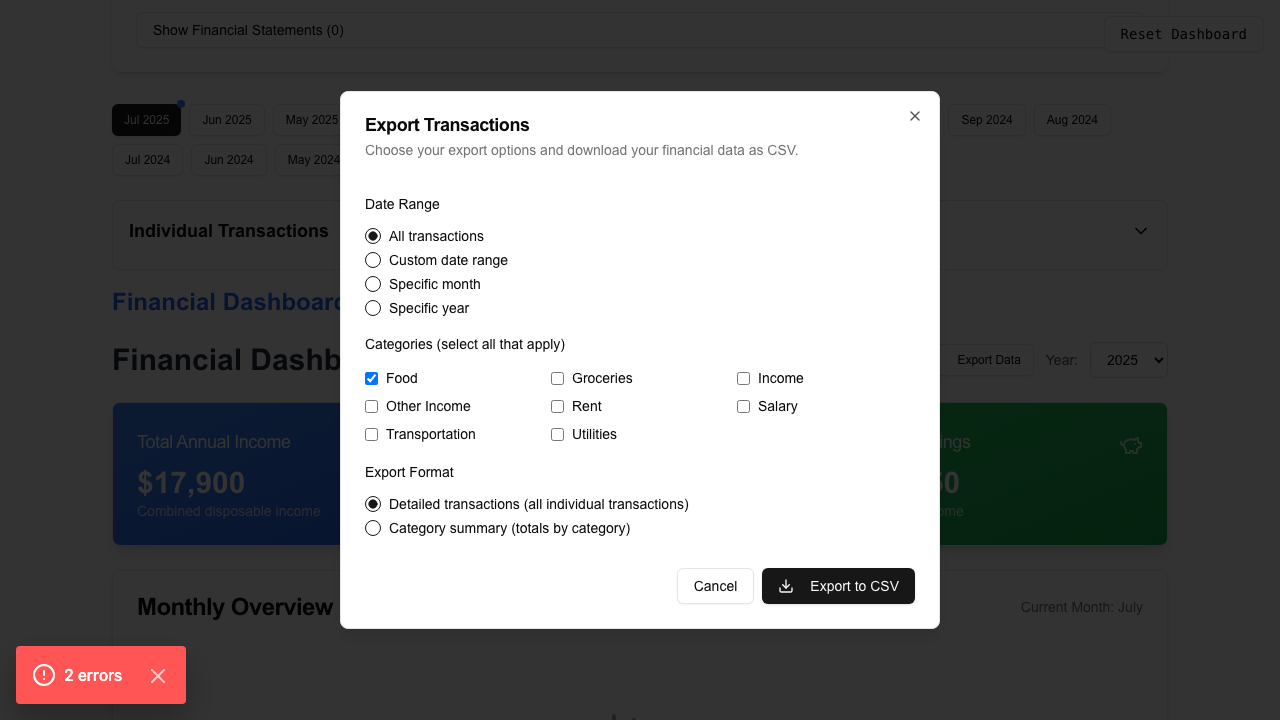 Show Financial Statements (0)
Reset Dashboard
Jul 2025
Jun 2025
May 2025
Sep 2024
Aug 2024
Jul 2024
Jun 2024
May 2024
Individual Transactions
Financial Dashboar
Financial Dashb
Export Data
Year:
2025
Total Annual Income
$17,900
Combined disposable income
ings
ome
Monthly Overview
Current Month: July
Export Transactions
Choose your export options and download your financial data as CSV.
Date Range
All transactions
Custom date range
Specific month
Specific year
Categories (select all that apply)
Food
Groceries
Income
Other Income
Rent
Salary
Transportation
Utilities
Export Format
Detailed transactions (all individual transactions)
Category summary (totals by category)
Cancel
Export to CSV
2 errors